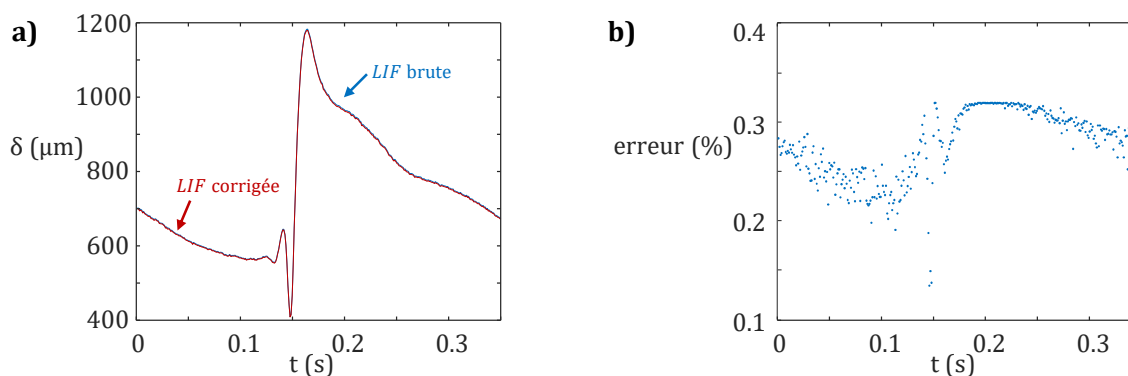 a)
1200
1000
δ (μm)
800
600
400
LIF brute
LIF corrigée
0 0.1 0.2 0.3
t (s)
b)
0.4
0.3
erreur (%)
0.2
0.1
0 0.1 0.2 0.3
t (s)